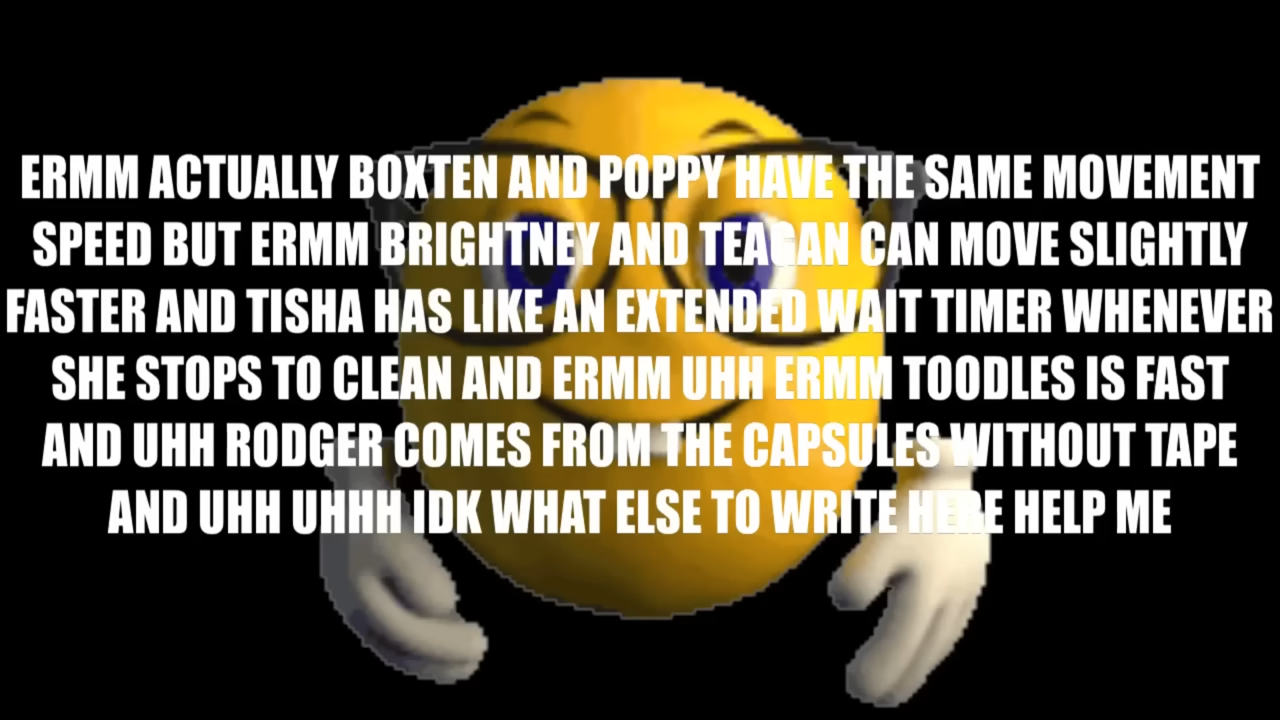 ERMM ACTUALLY BOXTEN AND POPPY HAVE THE SAME MOVEMENT
SPEED BUT ERMM BRIGHTNEY AND TEAGAN CAN MOVE SLIGHTLY
FASTER AND TISHA HAS LIKE AN EXTENDED WAIT TIMER WHENEVER
SHE STOPS TO CLEAN AND ERMM UHH ERMM TOODLES IS FAST
AND UHH RODGER COMES FROM THE CAPSULES WITHOUT TAPE
AND UHH UHHH IDK WHAT ELSE TO WRITE HERE HELP ME